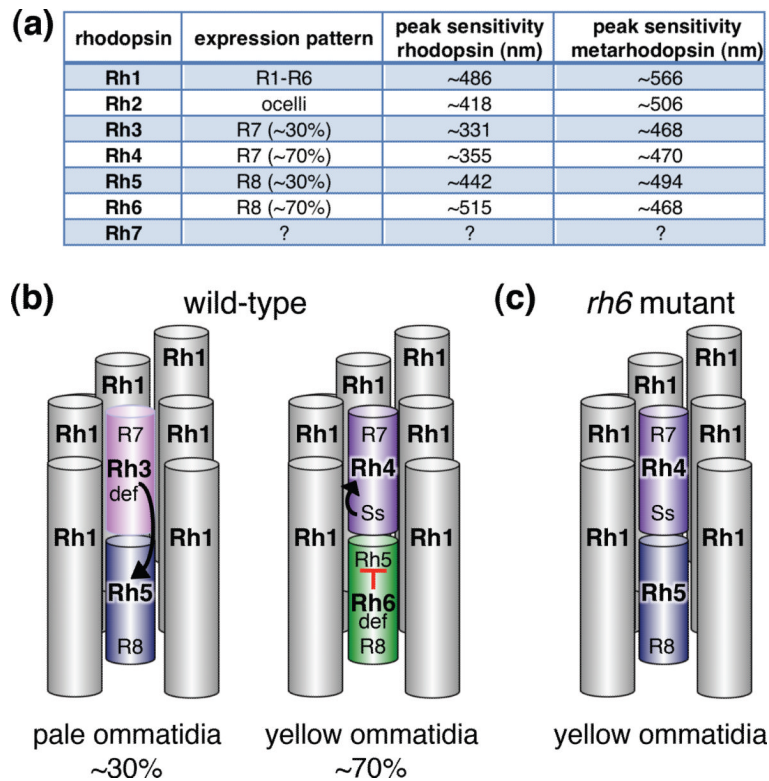 (a)
rhodopsin expression pattern peak sensitivity rhodopsin (nm) peak sensitivity metarhodopsin (nm)
Rh1 R1-R6 ~486 ~566
Rh2 ocelli ~418 ~506
Rh3 R7 (~30%) ~331 ~468
Rh4 R7 (~70%) ~355 ~470
Rh5 R8 (~30%) ~442 ~494
Rh6 R8 (~70%) ~515 ~468
Rh7 ? ? ?
(b) wild-type
Rh1
Rh1
Rh1 R7 Rh1
Rh3
def
Rh1 Rh1
Rh5
R8
pale ommatidia
~30%
Rh1
Rh1
Rh1 R7 Rh1
Rh4
Ss
Rh1 Rh1
Rh5
Rh6
def
R8
yellow ommatidia
~70%
(c) rh6 mutant
Rh1
Rh1
Rh1 R7 Rh1
Rh4
Ss
Rh1 Rh1
Rh5
R8
yellow ommatidia